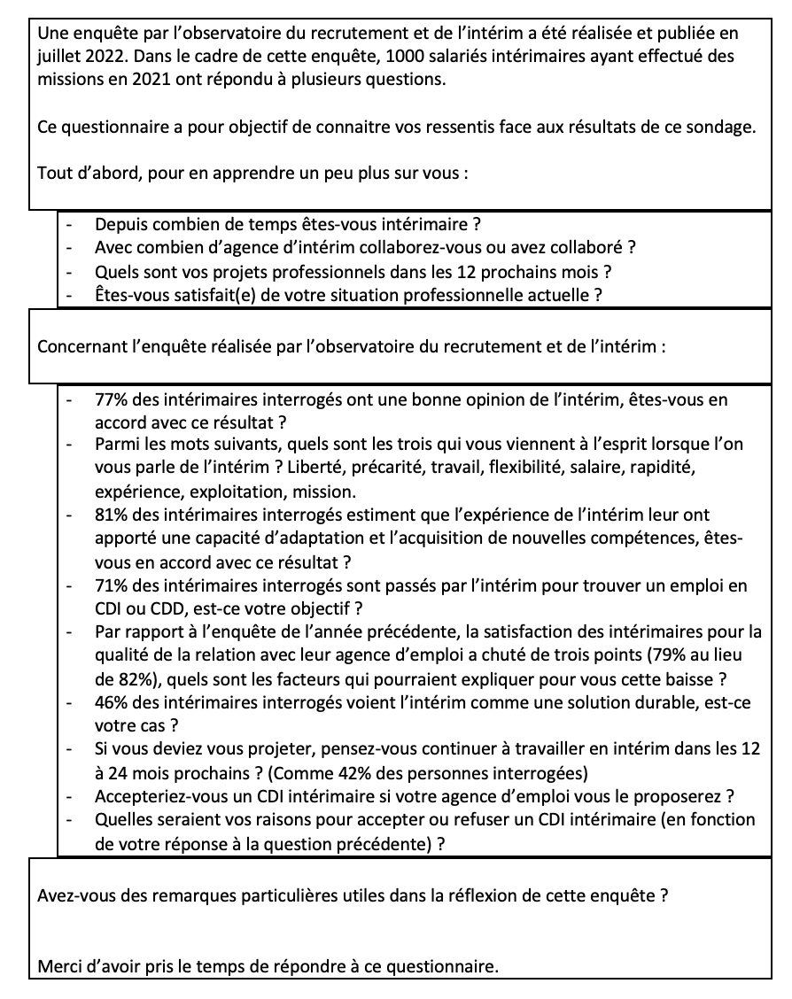 Une enquête par l’observatoire du recrutement et de l’intérim a été réalisée et publiée en
juillet 2022. Dans le cadre de cette enquête, 1000 salariés intérimaires ayant effectué des
missions en 2021 ont répondu à plusieurs questions.
Ce questionnaire a pour objectif de connaitre vos ressentis face aux résultats de ce sondage.
Tout d’abord, pour en apprendre un peu plus sur vous :
- Depuis combien de temps êtes-vous intérimaire ?
- Avec combien d’agence d’intérim collaborez-vous ou avez collaboré ?
- Quels sont vos projets professionnels dans les 12 prochains mois ?
- Êtes-vous satisfait(e) de votre situation professionnelle actuelle ?
Concernant l’enquête réalisée par l’observatoire du recrutement et de l’intérim :
- 77% des intérimaires interrogés ont une bonne opinion de l’intérim, êtes-vous en
accord avec ce résultat ?
- Parmi les mots suivants, quels sont les trois qui vous viennent à l’esprit lorsque l’on
vous parle de l’intérim ? Liberté, précarité, travail, flexibilité, salaire, rapidité,
expérience, exploitation, mission.
- 81% des intérimaires interrogés estiment que l’expérience de l’intérim leur ont
apporté une capacité d’adaptation et l’acquisition de nouvelles compétences, êtes-
vous en accord avec ce résultat ?
- 71% des intérimaires interrogés sont passés par l’intérim pour trouver un emploi en
CDI ou CDD, est-ce votre objectif ?
- Par rapport à l’enquête de l’année précédente, la satisfaction des intérimaires pour la
qualité de la relation avec leur agence d’emploi a chuté de trois points (79% au lieu
de 82%), quels sont les facteurs qui pourraient expliquer pour vous cette baisse ?
- 46% des intérimaires interrogés voient l’intérim comme une solution durable, est-ce
votre cas ?
- Si vous deviez vous projeter, pensez-vous continuer à travailler en intérim dans les 12
à 24 mois prochains ? (Comme 42% des personnes interrogées)
- Accepteriez-vous un CDI intérimaire si votre agence d’emploi vous le proposerez ?
- Quelles seraient vos raisons pour accepter ou refuser un CDI intérimaire (en fonction
de votre réponse à la question précédente) ?
Avez-vous des remarques particulières utiles dans la réflexion de cette enquête ?
Merci d’avoir pris le temps de répondre à ce questionnaire.